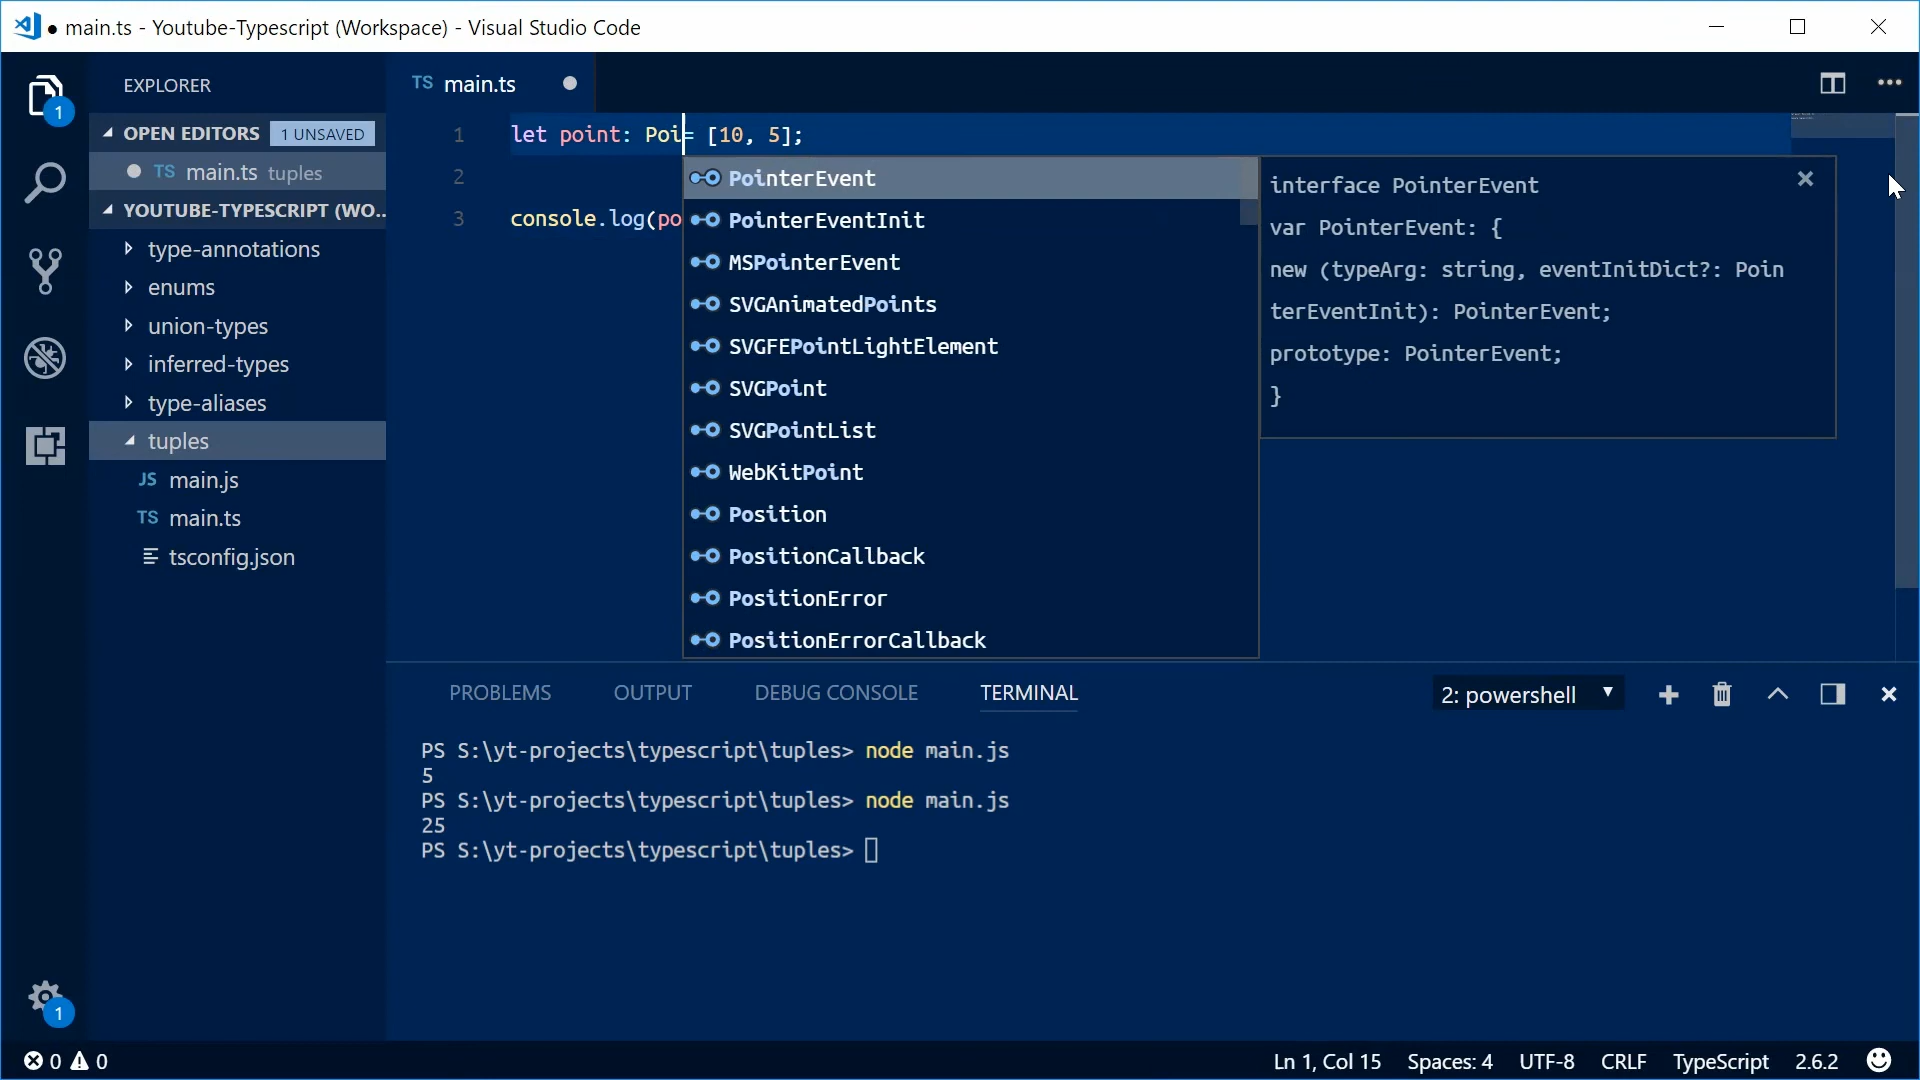 ● main.ts - Youtube-Typescript (Workspace) - Visual Studio Code
EXPLORER
OPEN EDITORS 1 UNSAVED
TS main.ts tuples
YOUTUBE-TYPESCRIPT (WO...
type-annotations
enums
union-types
inferred-types
type-aliases
tuples
JS main.js
TS main.ts
tsconfig.json
1
1
TS main.ts
1 let point: Poi= [10, 5];
2
3 console.log(po
PointerEvent
PointerEventInit
MSPointerEvent
SVGAnimatedPoints
SVGFEPointLightElement
SVGPoint
SVGPointList
WebKitPoint
Position
PositionCallback
PositionError
PositionErrorCallback
interface PointerEvent
var PointerEvent: {
new (typeArg: string, eventInitDict?: Poin
terEventInit): PointerEvent;
prototype: PointerEvent;
}
PROBLEMS OUTPUT DEBUG CONSOLE TERMINAL 2: powershell
PS S:\yt-projects\typescript\tuples> node main.js
5
PS S:\yt-projects\typescript\tuples> node main.js
25
PS S:\yt-projects\typescript\tuples>
0 0 Ln 1, Col 15 Spaces: 4 UTF-8 CRLF TypeScript 2.6.2